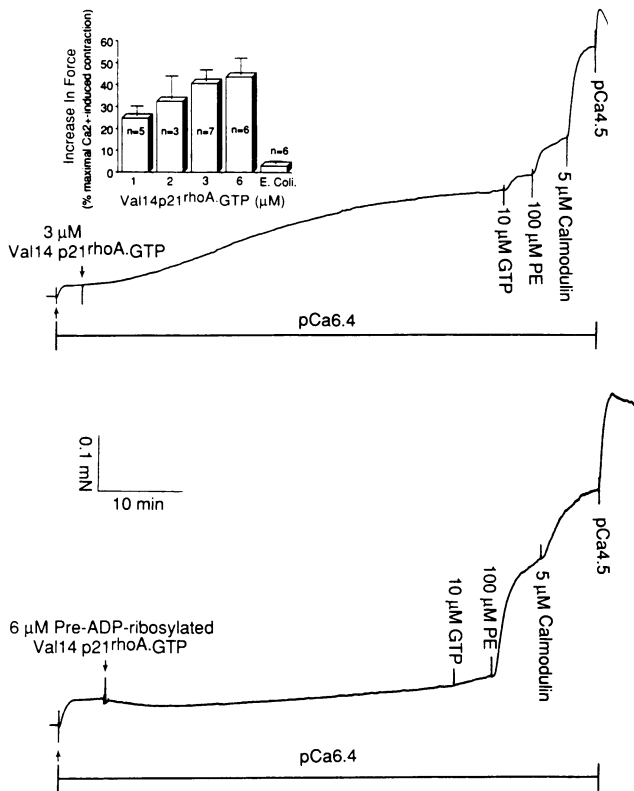 Increase In Force
(% maximal Ca2+-induced contraction)
60
50
40
30
20
10
0
n=5
n=3
n=7
n=6
n=6
1
2
3
6
E. Coli.
Val14p21rhoA.GTP (µM)
3 µM
Val14 p21rhoA.GTP
10 µM GTP
100 µM PE
5 µM Calmodulin
pCa4.5
pCa6.4
0.1 mN
10 min
6 µM Pre-ADP-ribosylated
Val14 p21rhoA.GTP
10 µM GTP
100 µM PE
5 µM Calmodulin
pCa4.5
pCa6.4